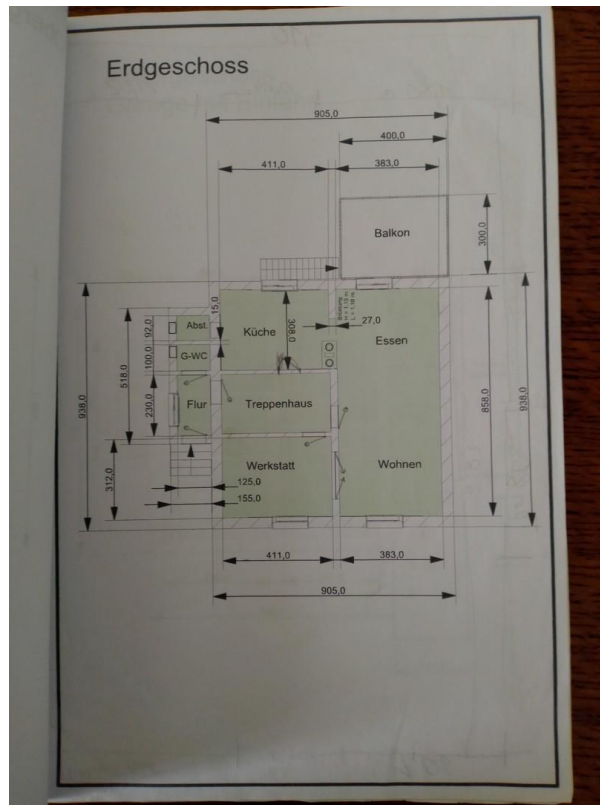 Erdgeschoss
905,0
400,0
411,0
383,0
Balkon
300,0
15,0
308,0
27,0
Küche
Essen
Abst.
G-WC
Flur
Treppenhaus
Werkstatt
Wohnen
92,0
100,0
230,0
518,0
938,0
312,0
858,0
938,0
125,0
155,0
411,0
383,0
905,0